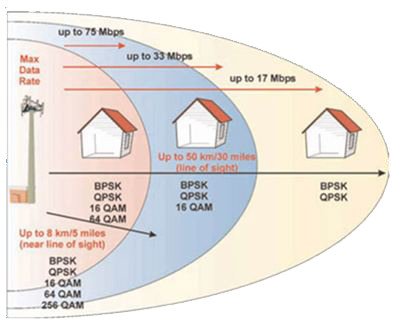 up to 75 Mbps
up to 33 Mbps
up to 17 Mbps
Max
Data
Rate
Up to 50 km/30 miles
(line of sight)
BPSK
QPSK
16 QAM
64 QAM
BPSK
QPSK
16 QAM
BPSK
QPSK
Up to 8 km/5 miles
(near line of sight)
BPSK
QPSK
16 QAM
64 QAM
256 QAM